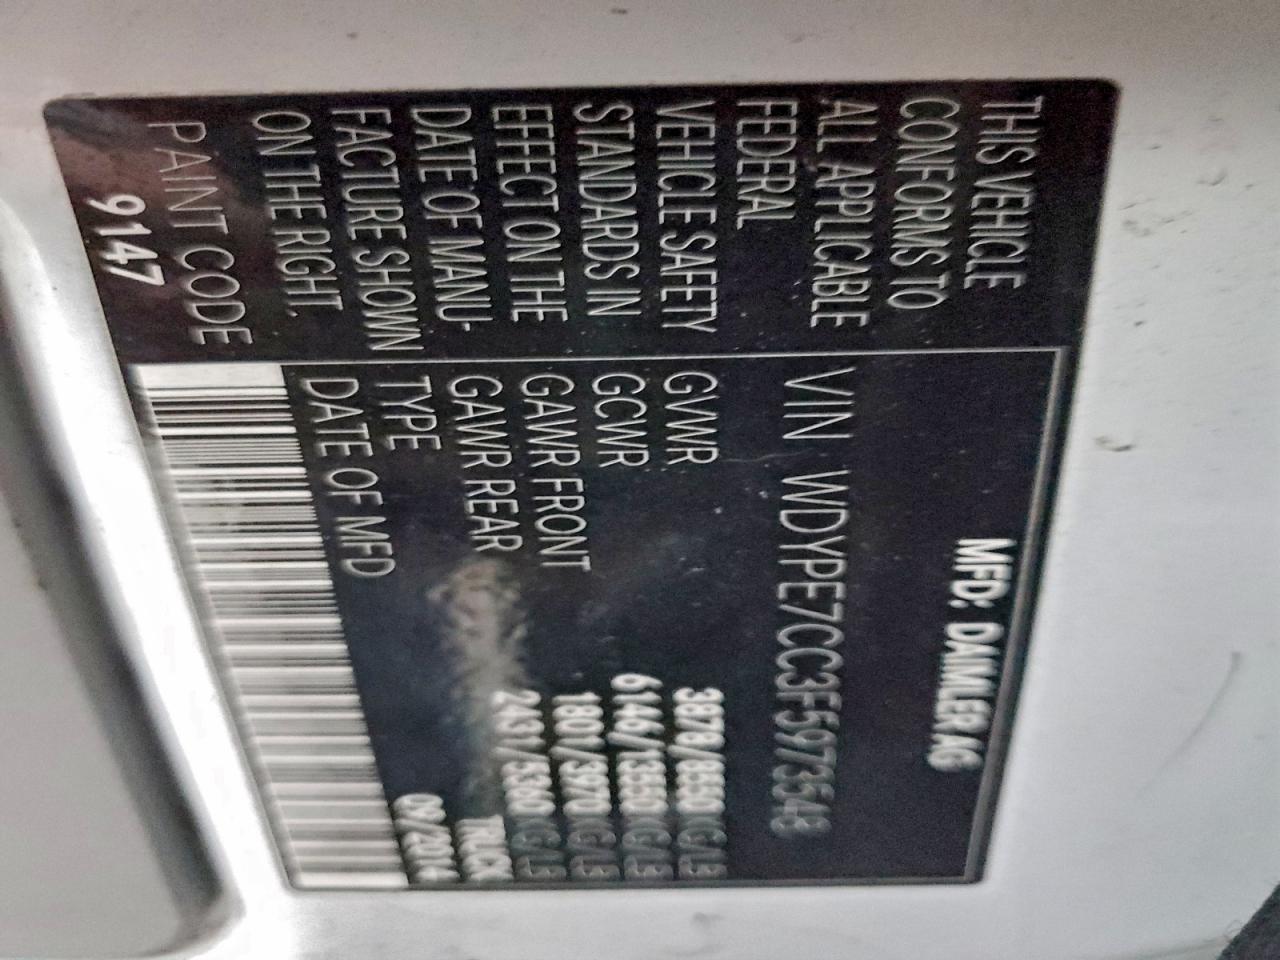 THIS VEHICLE
CONFORMS TO
ALL APPLICABLE
FEDERAL
VEHICLE SAFETY
STANDARDS IN
EFFECT ON THE
DATE OF MANU-
FACTURE SHOWN
ON THE RIGHT.
PAINT CODE
9147
MFD: DAIMLER AG
VIN WDYPE7CC3F5973548
GVWR 3878/8550 KG/LB
GCWR 6146/13550 KG/LB
GAWR FRONT 1801/3970 KG/LB
GAWR REAR 2431/5360 KG/LB
TYPE TRUCK
DATE OF MFD 09/2014